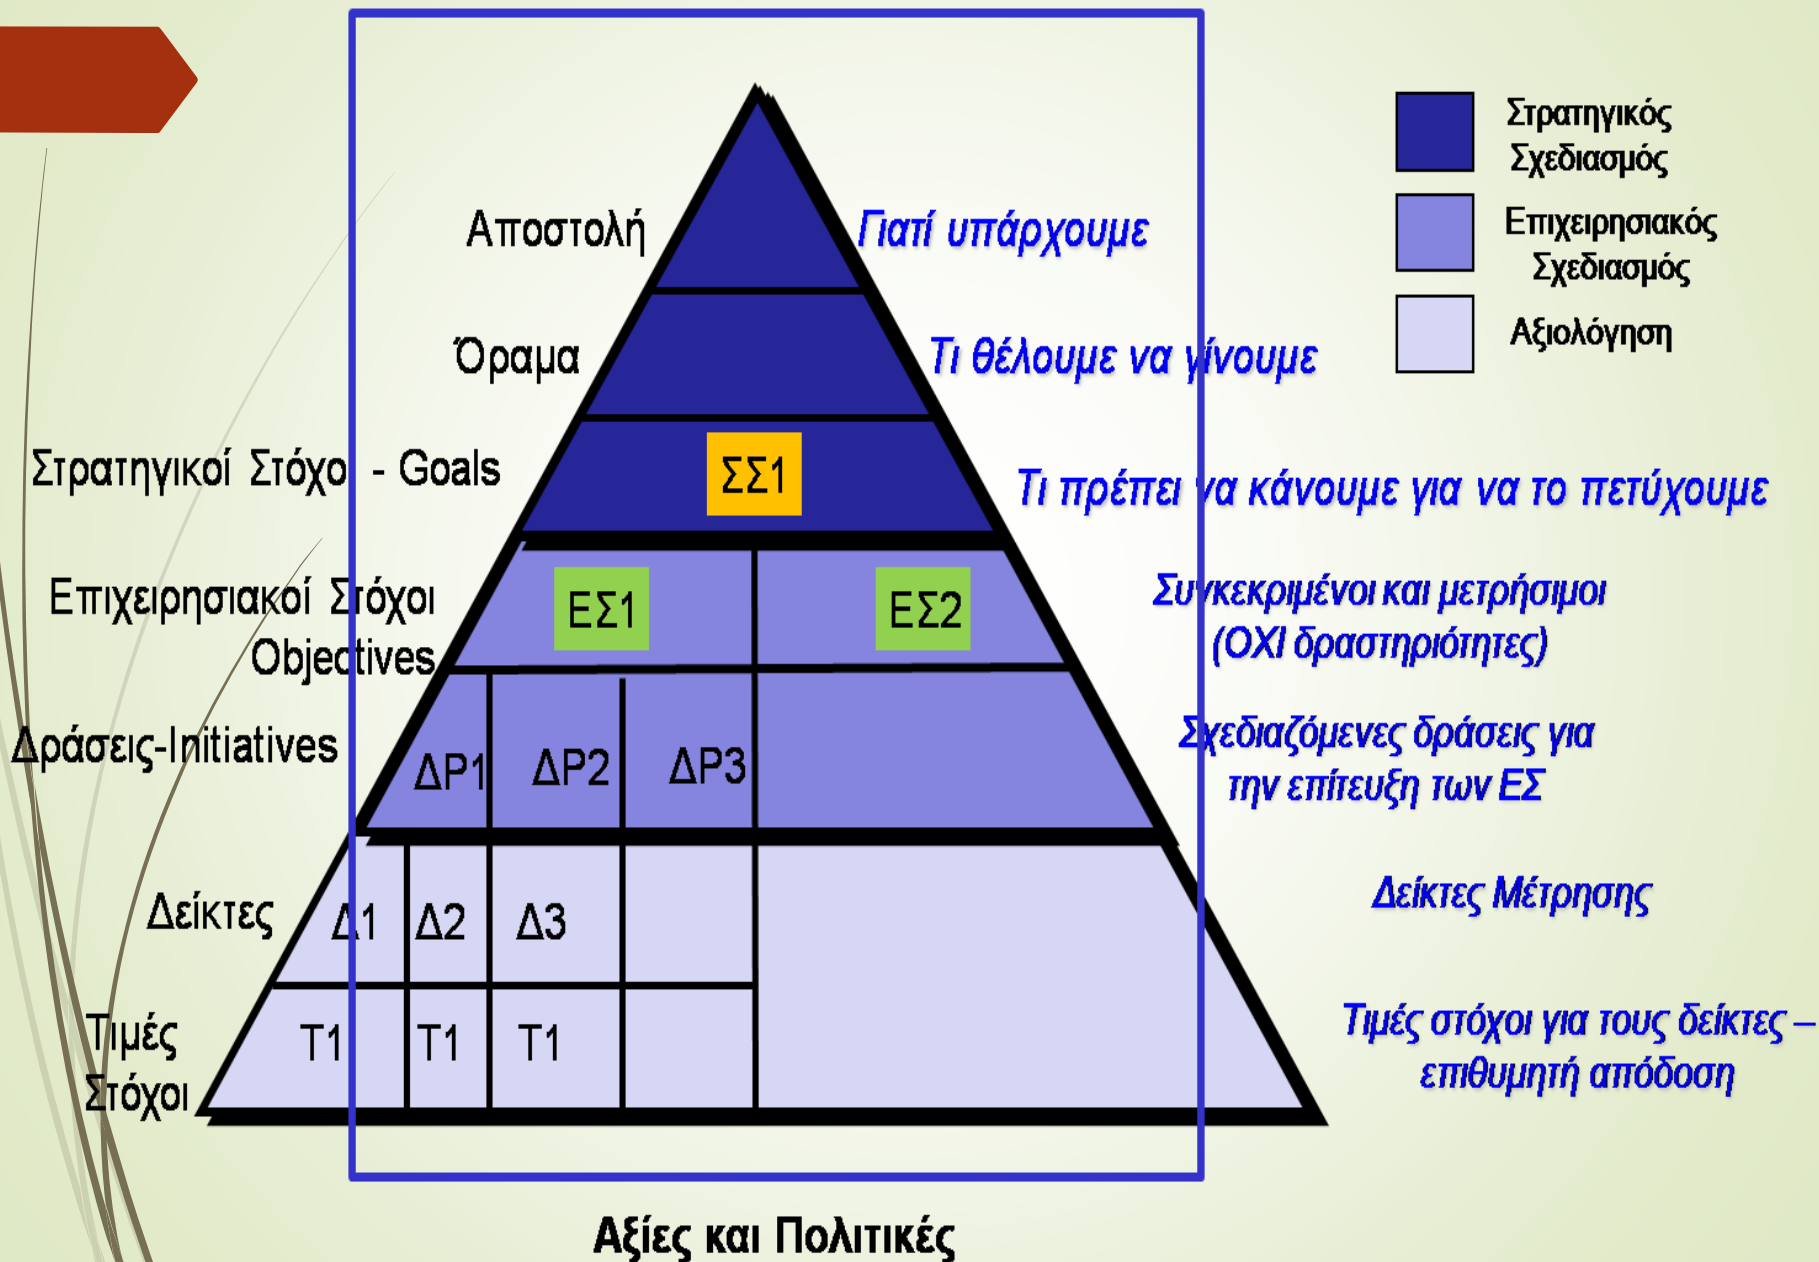 Στρατηγικός
Σχεδιασμός
Επιχειρησιακός
Σχεδιασμός
Αξιολόγηση
Αποστολή
Γιατί υπάρχουμε
Όραμα
Τι θέλουμε να γίνουμε
Στρατηγικοί Στόχοι - Goals
ΣΣ1
Τι πρέπει να κάνουμε για να το πετύχουμε
Επιχειρησιακοί Στόχοι
Objectives
ΕΣ1
ΕΣ2
Συγκεκριμένοι και μετρήσιμοι
(ΟΧΙ δραστηριότητες)
Δράσεις-Initiatives
ΔΡ1
ΔΡ2
ΔΡ3
Σχεδιαζόμενες δράσεις για
την επίτευξη των ΕΣ
Δείκτες
Δ1
Δ2
Δ3
Δείκτες Μέτρησης
Τιμές
Στόχοι
Τ1
Τ1
Τ1
Τιμές στόχοι για τους δείκτες –
επιθυμητή απόδοση
Αξίες και Πολιτικές